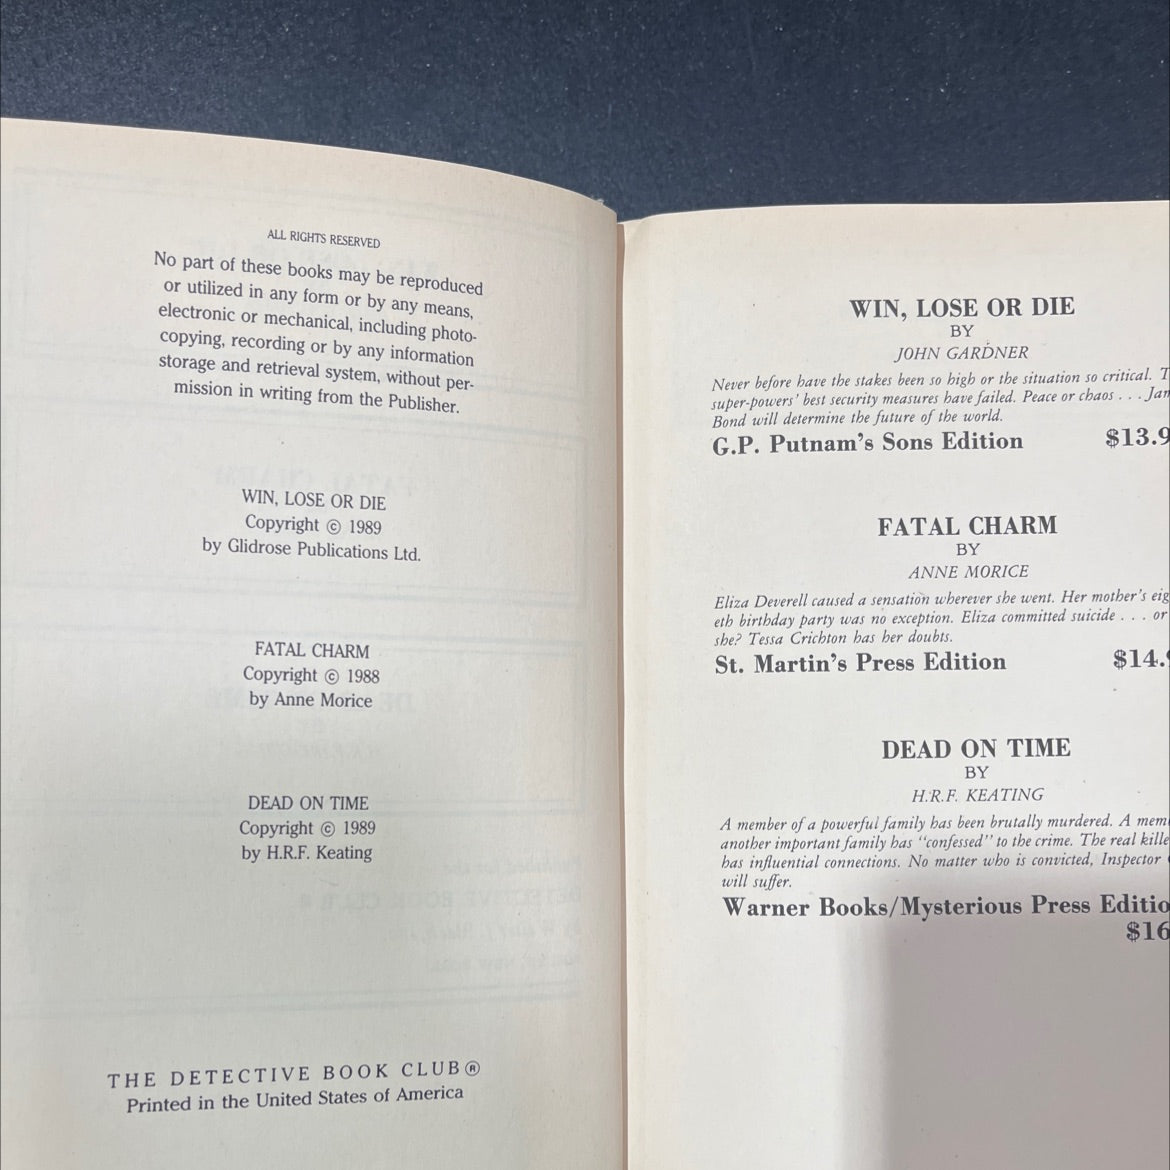 ALL RIGHTS RESERVED
No part of these books may be reproduced
or utilized in any form or by any means,
electronic or mechanical, including photo-
copying, recording or by any information
storage and retrieval system, without per-
mission in writing from the Publisher.
WIN, LOSE OR DIE
Copyright © 1989
by Glidrose Publications Ltd.
FATAL CHARM
Copyright © 1988
by Anne Morice
DEAD ON TIME
Copyright © 1989
by H.R.F. Keating
THE DETECTIVE BOOK CLUB®
Printed in the United States of America
WIN, LOSE OR DIE
BY
JOHN GARDNER
Never before have the stakes been so high or the situation so critical.
super-powers' best security measures have failed. Peace or chaos . . .
Bond will determine the future of the world.
G.P. Putnam's Sons Edition $13.9
FATAL CHARM
BY
ANNE MORICE
Eliza Deverell caused a sensation wherever she went. Her mother's eig
eth birthday party was no exception. Eliza committed suicide . . . or
she? Tessa Crichton has her doubts.
St. Martin's Press Edition $14.
DEAD ON TIME
BY
H.R.F. KEATING
A member of a powerful family has been brutally murdered. A mem
another important family has "confessed" to the crime. The real kille
has influential connections. No matter who is convicted, Inspector
will suffer.
Warner Books/Mysterious Press Editio
$16